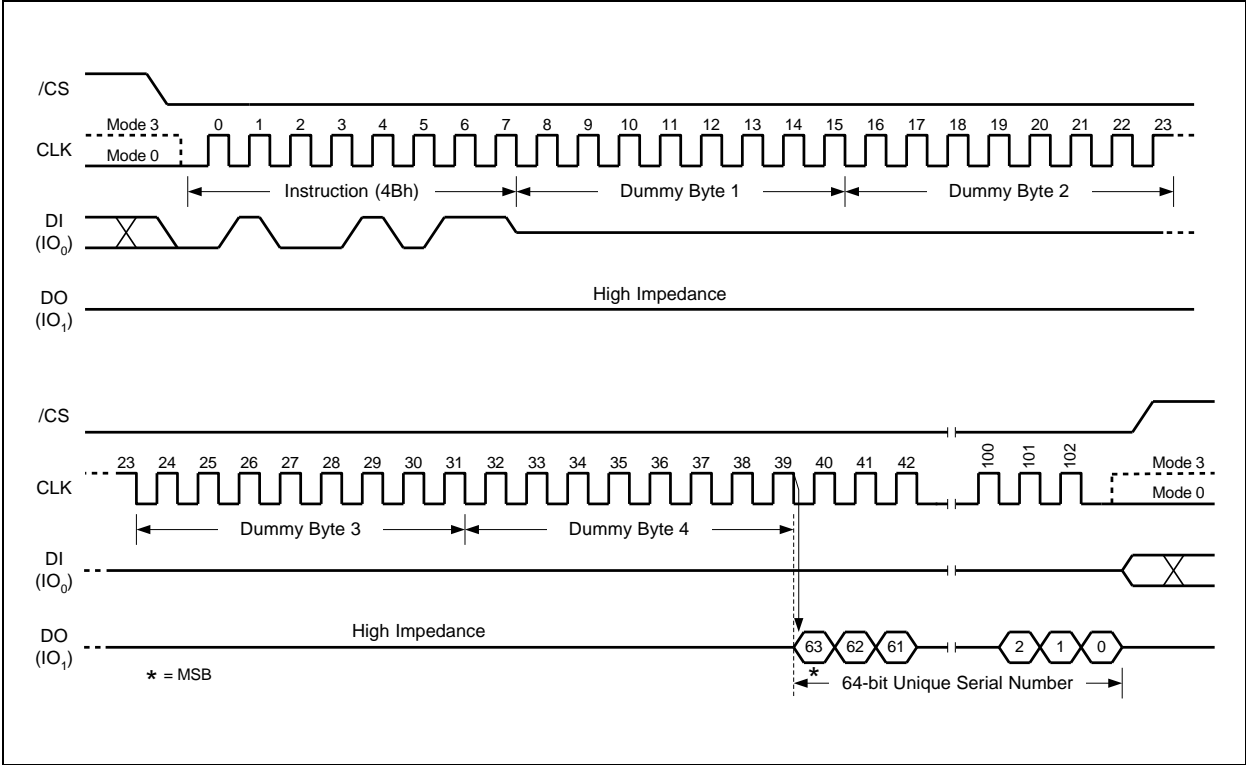 /CS
Mode 3 0 1 2 3 4 5 6 7 8 9 10 11 12 13 14 15 16 17 18 19 20 21 22 23
CLK
Mode 0
Instruction (4Bh) Dummy Byte 1 Dummy Byte 2
DI
(IO0)
High Impedance
DO
(IO1)
/CS
23 24 25 26 27 28 29 30 31 32 33 34 35 36 37 38 39 40 41 42 100 101 102 Mode 3
CLK
Mode 0
Dummy Byte 3 Dummy Byte 4
DI
(IO0)
High Impedance
DO
(IO1)
63 62 61 2 1 0
* = MSB
* 64-bit Unique Serial Number